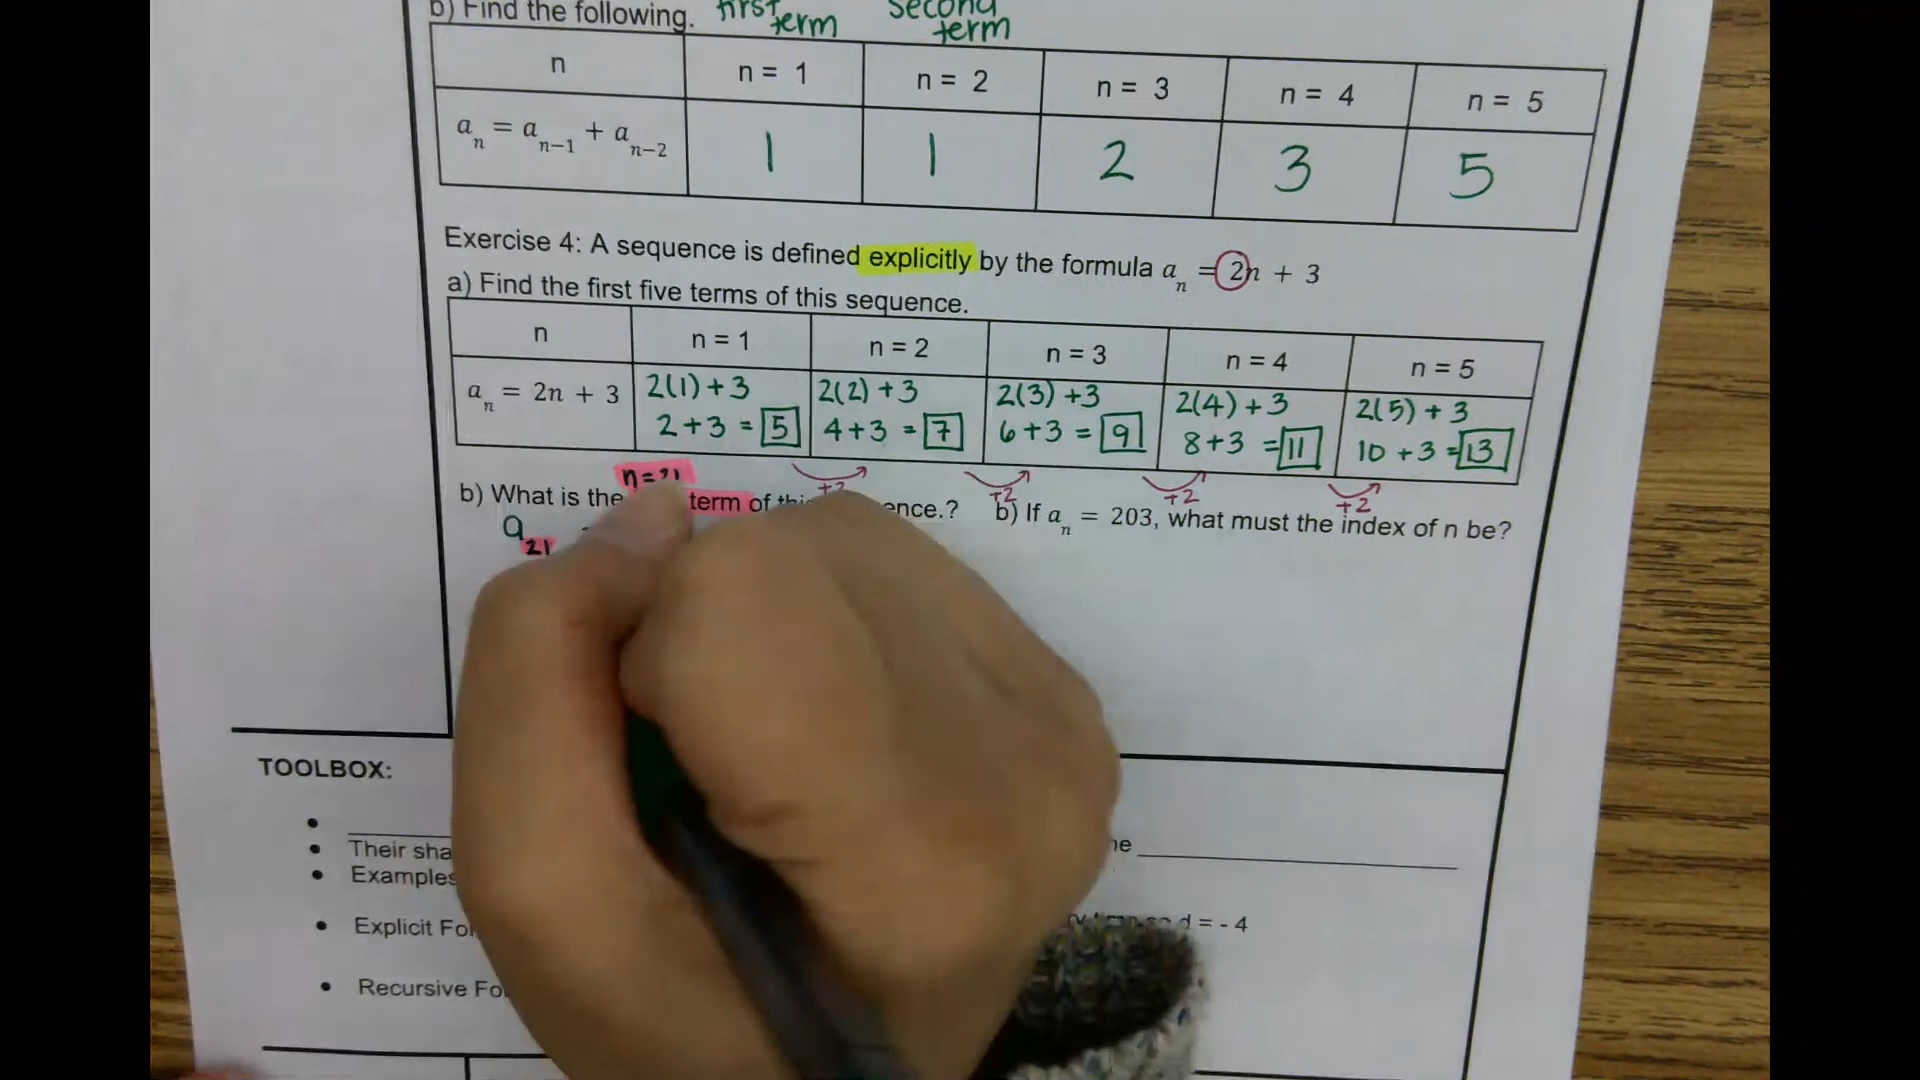 b) Find the following. first term second term
n n = 1 n = 2 n = 3 n = 4 n = 5
a_n = a_{n-1} + a_{n-2} 1 1 2 3 5
Exercise 4: A sequence is defined explicitly by the formula a_n = 2n + 3
a) Find the first five terms of this sequence.
n n = 1 n = 2 n = 3 n = 4 n = 5
a_n = 2n + 3 2(1)+3 2(2)+3 2(3)+3 2(4)+3 2(5)+3
2+3=5 4+3=7 6+3=9 8+3=11 10+3=13
n=21 +2 +2 +2 +2
b) What is the term of b) If a_n = 203, what must the index of n be?
a_21
TOOLBOX:
Their
Examples
Explicit
d = - 4
Recursive